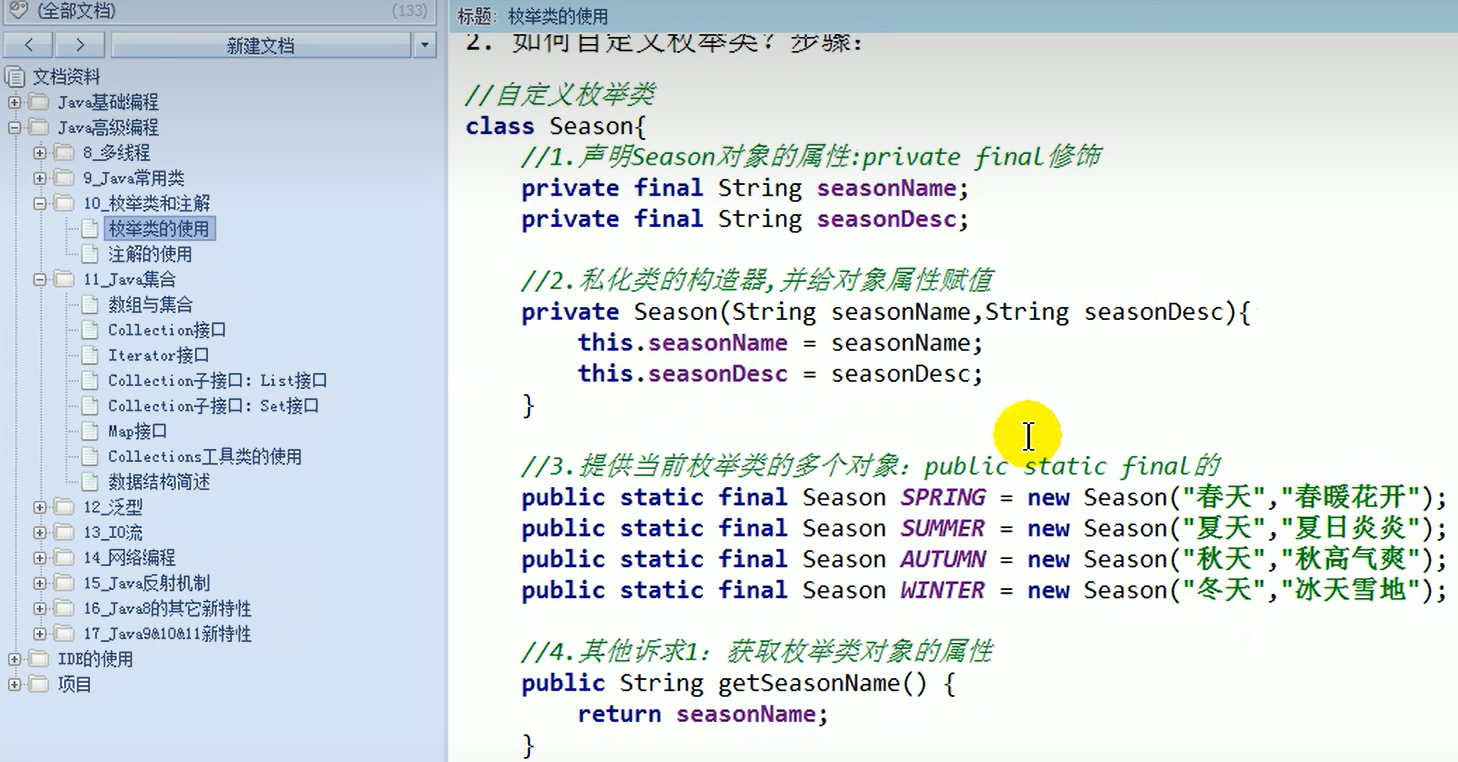 (全部文档) (133)
新建文档
文档资料
Java基础编程
Java高级编程
8_多线程
9_Java常用类
10_枚举类和注解
枚举类的使用
注解的使用
11_Java集合
数组与集合
Collection接口
Iterator接口
Collection子接口: List接口
Collection子接口: Set接口
Map接口
Collections工具类的使用
数据结构简述
12_泛型
13_IO流
14_网络编程
15_Java反射机制
16_Java8的其它新特性
17_Java9&10&11新特性
IDE的使用
项目
标题: 枚举类的使用
2. 如何自定义枚举类？步骤：
//自定义枚举类
class Season{
//1.声明Season对象的属性:private final修饰
private final String seasonName;
private final String seasonDesc;
//2.私化类的构造器,并给对象属性赋值
private Season(String seasonName,String seasonDesc){
this.seasonName = seasonName;
this.seasonDesc = seasonDesc;
}
//3.提供当前枚举类的多个对象：public static final的
public static final Season SPRING = new Season("春天","春暖花开");
public static final Season SUMMER = new Season("夏天","夏日炎炎");
public static final Season AUTUMN = new Season("秋天","秋高气爽");
public static final Season WINTER = new Season("冬天","冰天雪地");
//4.其他诉求1：获取枚举类对象的属性
public String getSeasonName() {
return seasonName;
}